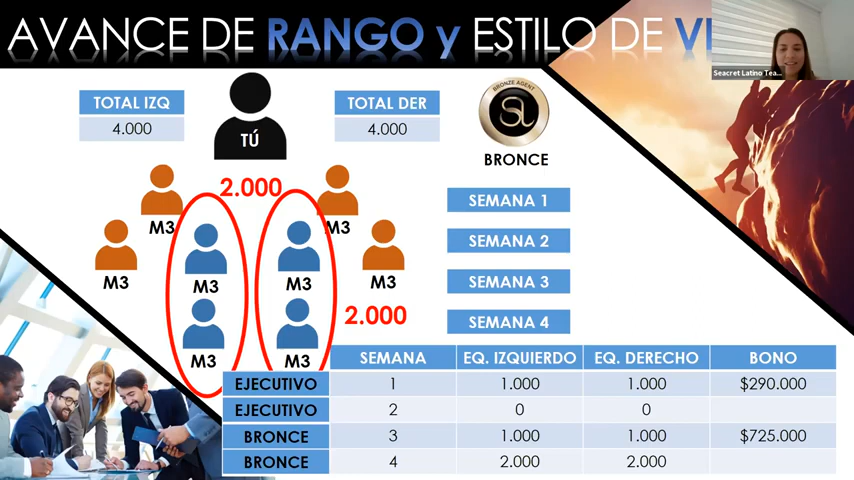 AVANCE DE RANGO y ESTILO DE VI
Seacret Latino Tea...
TOTAL IZQ
4.000
TÚ
TOTAL DER
4.000
BRONZE AGENT
BRONCE
2.000
M3
M3
M3
M3
M3
M3
M3
M3
2.000
SEMANA 1
SEMANA 2
SEMANA 3
SEMANA 4
SEMANA EQ. IZQUIERDO EQ. DERECHO BONO
EJECUTIVO 1 1.000 1.000 $290.000
EJECUTIVO 2 0 0
BRONCE 3 1.000 1.000 $725.000
BRONCE 4 2.000 2.000